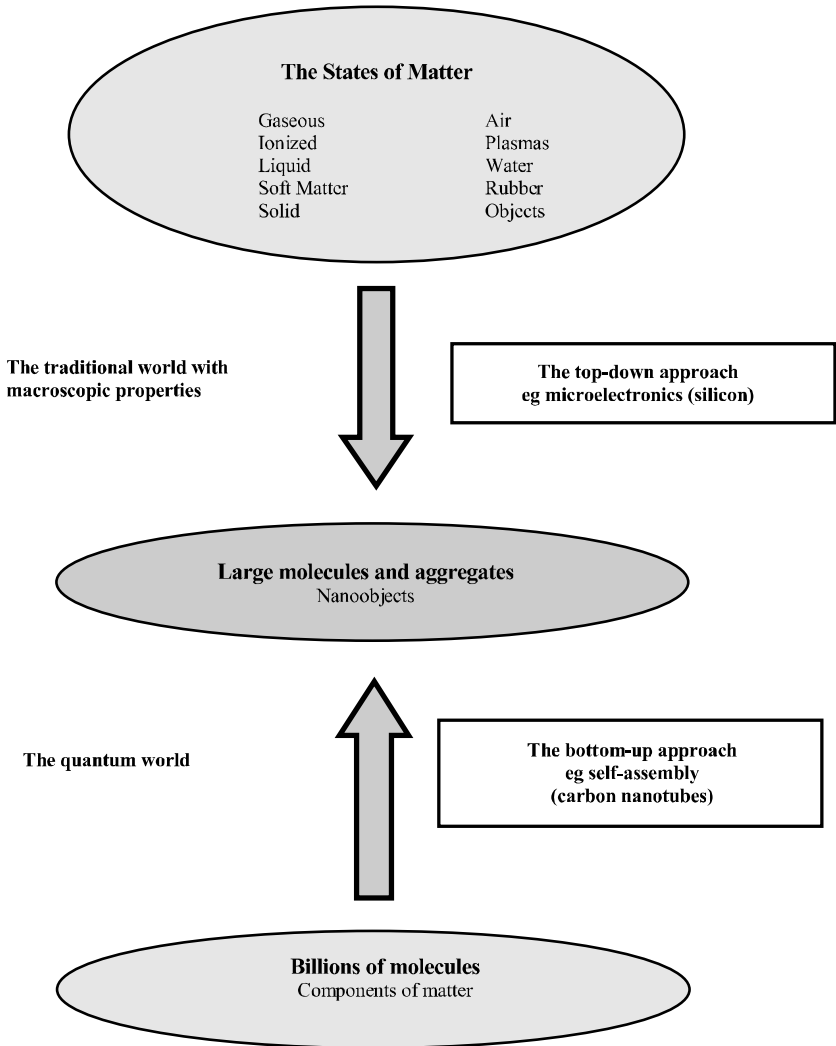 The States of Matter
Gaseous Air
Ionized Plasmas
Liquid Water
Soft Matter Rubber
Solid Objects
The traditional world with
macroscopic properties
The top-down approach
eg microelectronics (silicon)
Large molecules and aggregates
Nanoobjects
The quantum world
The bottom-up approach
eg self-assembly
(carbon nanotubes)
Billions of molecules
Components of matter